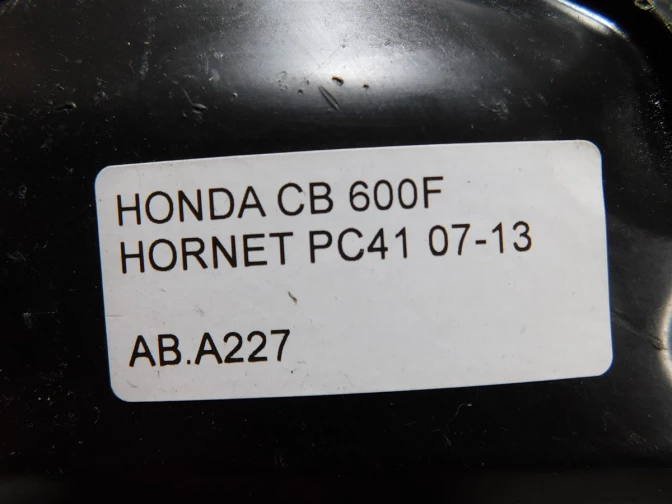 HONDA CB 600F
HORNET PC41 07-13
AB.A227